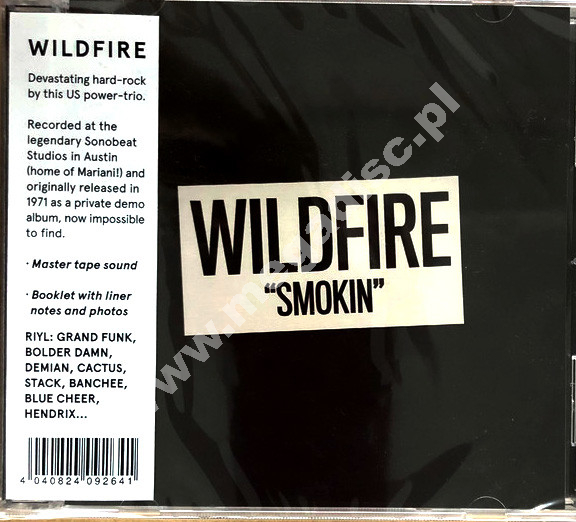 WILDFIRE
Devastating hard-rock
by this US power-trio.
Recorded at the
legendary Sonobeat
Studios in Austin
(home of Mariani!) and
originally released in
1971 as a private demo
album, now impossible
to find.
· Master tape sound
· Booklet with liner
notes and photos
RIYL: GRAND FUNK,
BOLDER DAMN,
DEMIAN, CACTUS,
STACK, BANCHEE,
BLUE CHEER,
HENDRIX...
4 040824 092641
WILDFIRE
“SMOKIN”
www.megadisc.pl